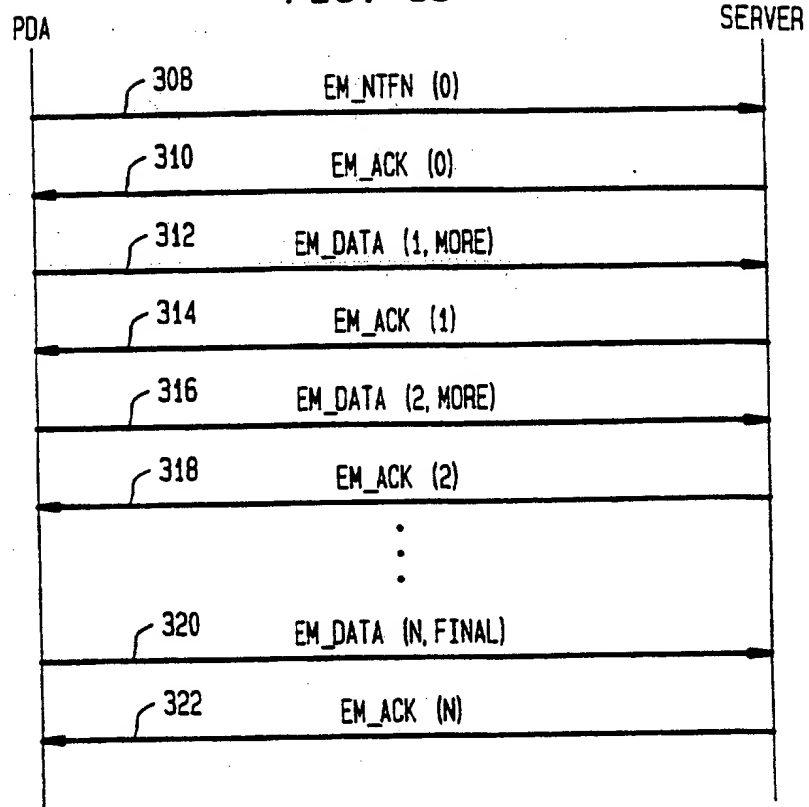 PDA
SERVER
308
EM_NTFN (0)
310
EM_ACK (0)
312
EM_DATA (1, MORE)
314
EM_ACK (1)
316
EM_DATA (2, MORE)
318
EM_ACK (2)
320
EM_DATA (N, FINAL)
322
EM_ACK (N)